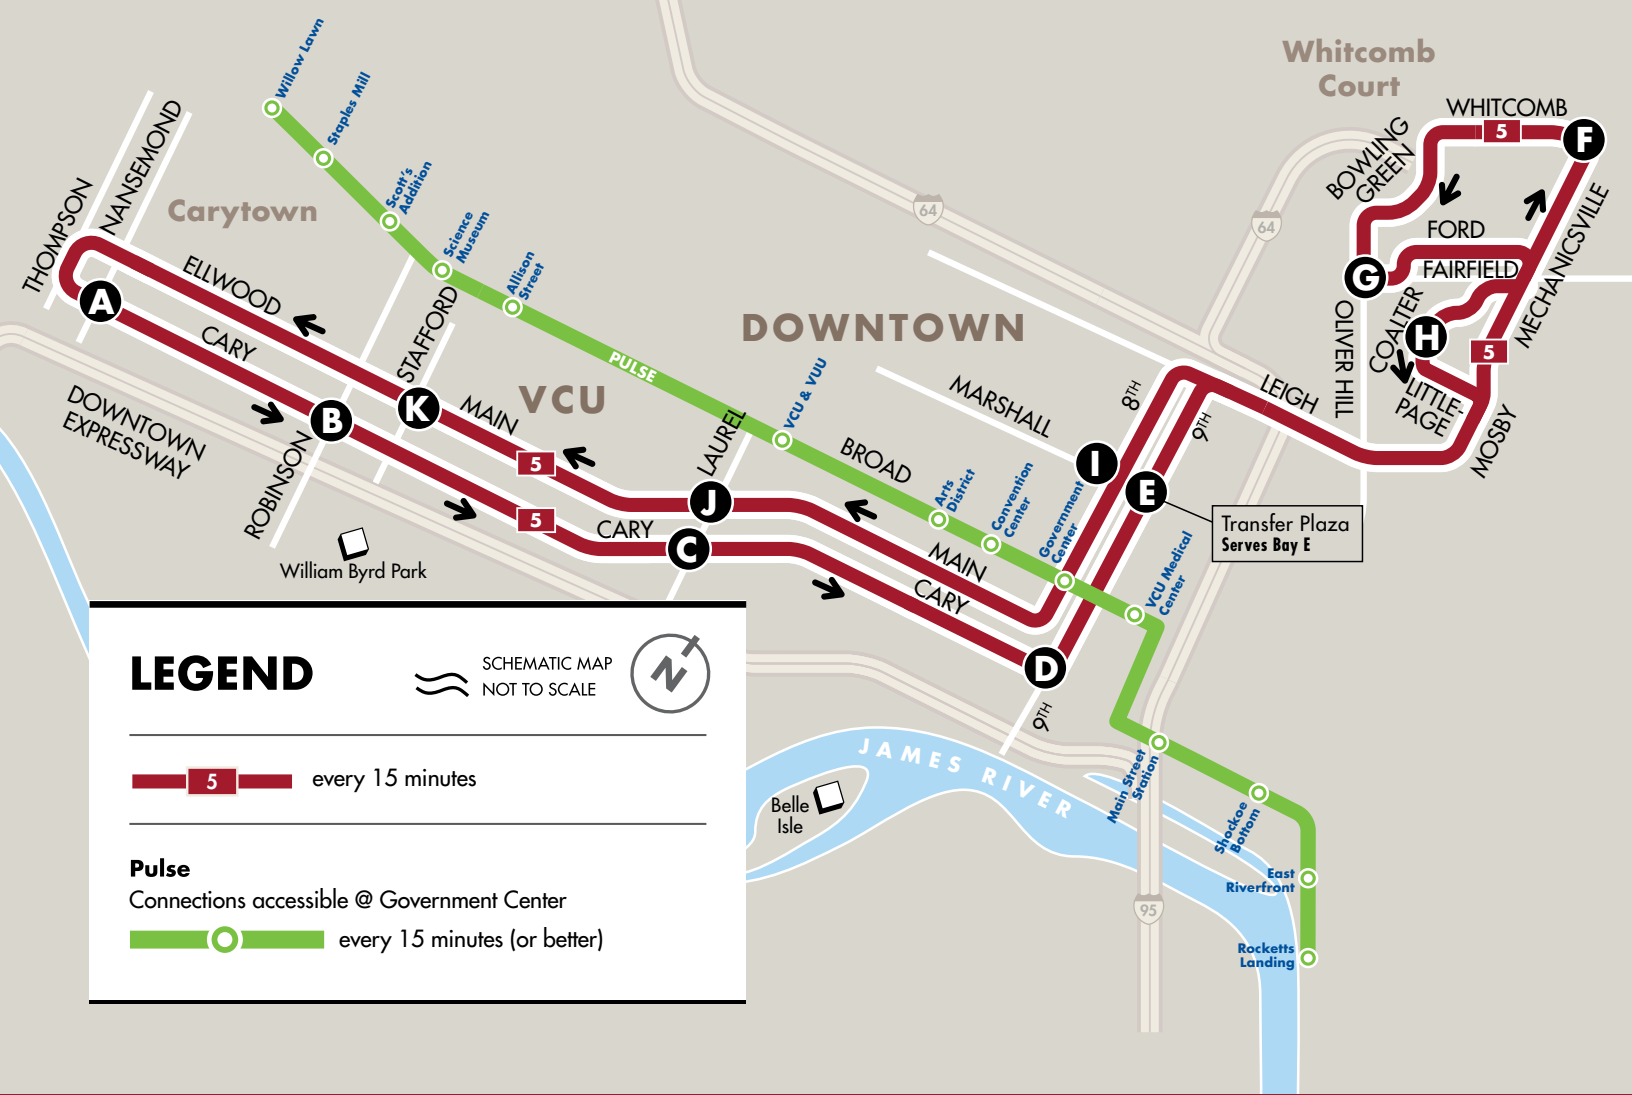 Willow Lawn
Staples Mill
Scott's
Addition
Science
Museum
Allison
Street
PULSE
VCU & VUU
Arts
District
Convention
Center
Government
Center
VCU Medical
Center
Main Street
Station
Shockoe
Bottom
East
Riverfront
Rocketts
Landing
Whitcomb
Court
WHITCOMB
5
F
BOWLING
GREEN
FORD
FAIRFIELD
G
COALTER
H
5
MECHANICSVILLE
OLIVER HILL
LITTLE-
PAGE
MOSBY
LEIGH
64
64
THOMPSON
NANSEMOND
Carytown
ELLWOOD
A
CARY
STAFFORD
DOWNTOWN
EXPRESSWAY
B
K
ROBINSON
MAIN
VCU
5
5
LAUREL
J
CARY
C
DOWNTOWN
MARSHALL
BROAD
8TH
9TH
I
E
Transfer Plaza
Serves Bay E
MAIN
CARY
D
9TH
William Byrd Park
JAMES RIVER
Belle
Isle
95
LEGEND
SCHEMATIC MAP
NOT TO SCALE
N
5
every 15 minutes
Pulse
Connections accessible @ Government Center
every 15 minutes (or better)